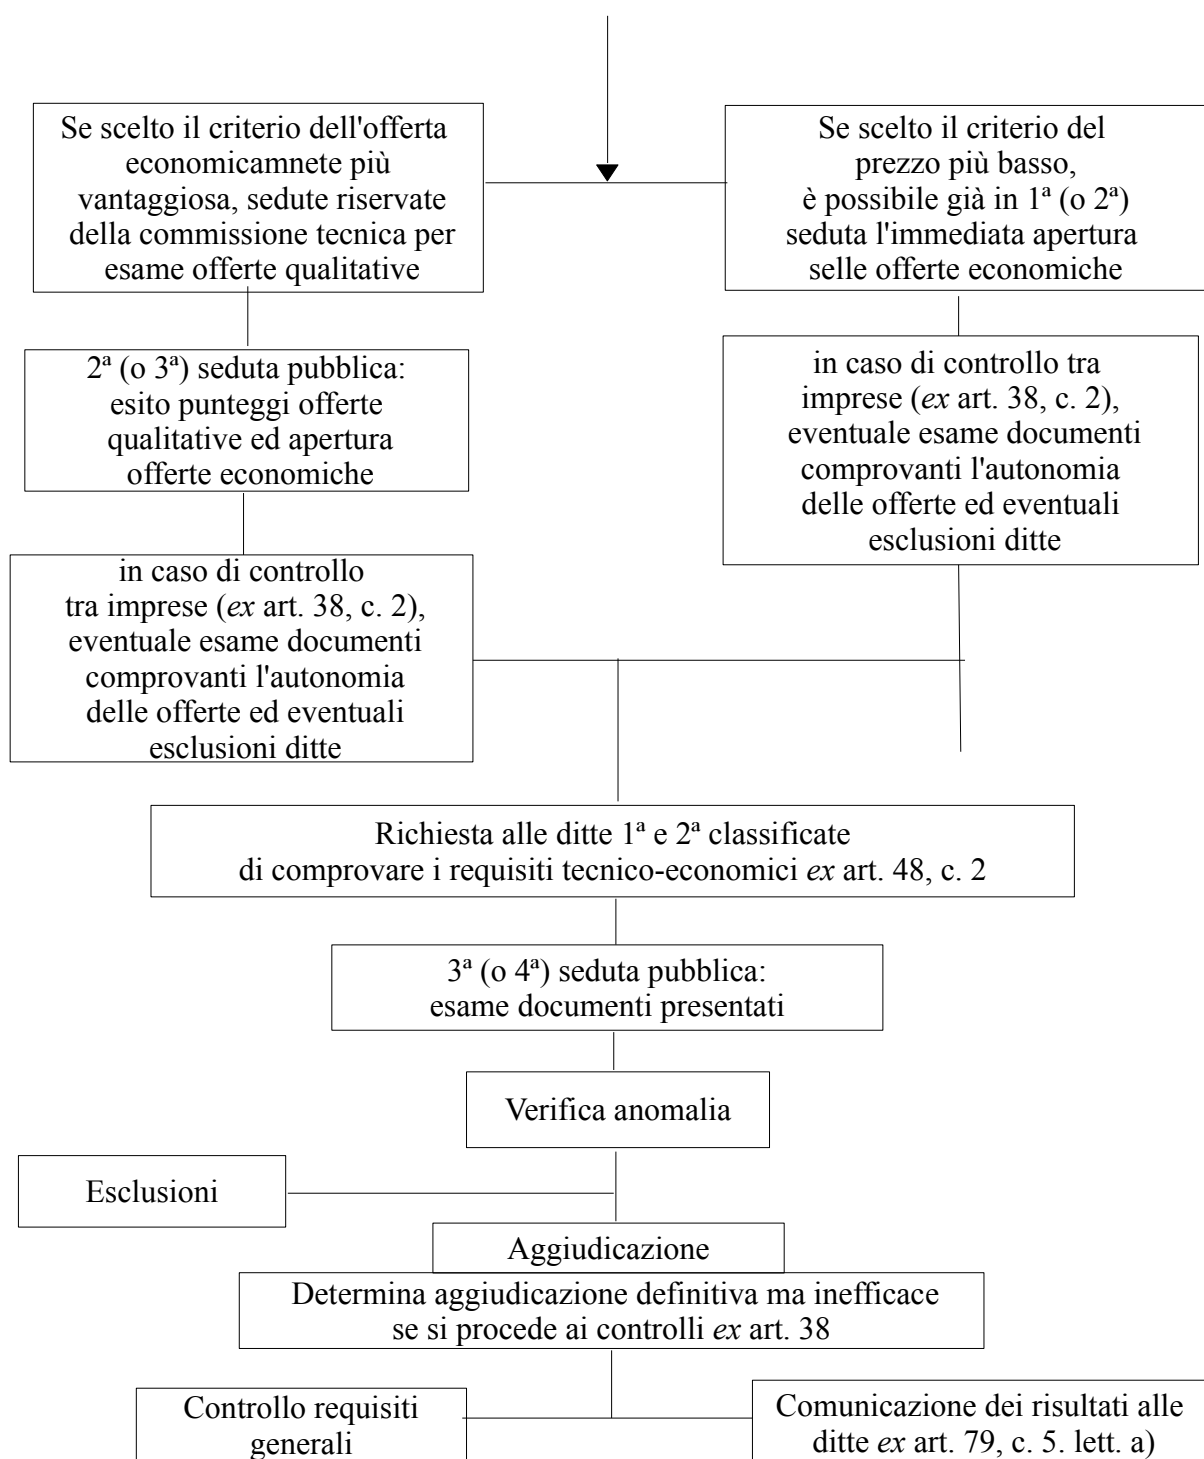 Se scelto il criterio dell'offerta
economicamnete più
vantaggiosa, sedute riservate
della commissione tecnica per
esame offerte qualitative
Se scelto il criterio del
prezzo più basso,
è possibile già in 1ª (o 2ª)
seduta l'immediata apertura
selle offerte economiche
2ª (o 3ª) seduta pubblica:
esito punteggi offerte
qualitative ed apertura
offerte economiche
in caso di controllo tra
imprese (ex art. 38, c. 2),
eventuale esame documenti
comprovanti l'autonomia
delle offerte ed eventuali
esclusioni ditte
in caso di controllo
tra imprese (ex art. 38, c. 2),
eventuale esame documenti
comprovanti l'autonomia
delle offerte ed eventuali
esclusioni ditte
Richiesta alle ditte 1ª e 2ª classificate
di comprovare i requisiti tecnico-economici ex art. 48, c. 2
3ª (o 4ª) seduta pubblica:
esame documenti presentati
Verifica anomalia
Esclusioni
Aggiudicazione
Determina aggiudicazione definitiva ma inefficace
se si procede ai controlli ex art. 38
Controllo requisiti
generali
Comunicazione dei risultati alle
ditte ex art. 79, c. 5. lett. a)